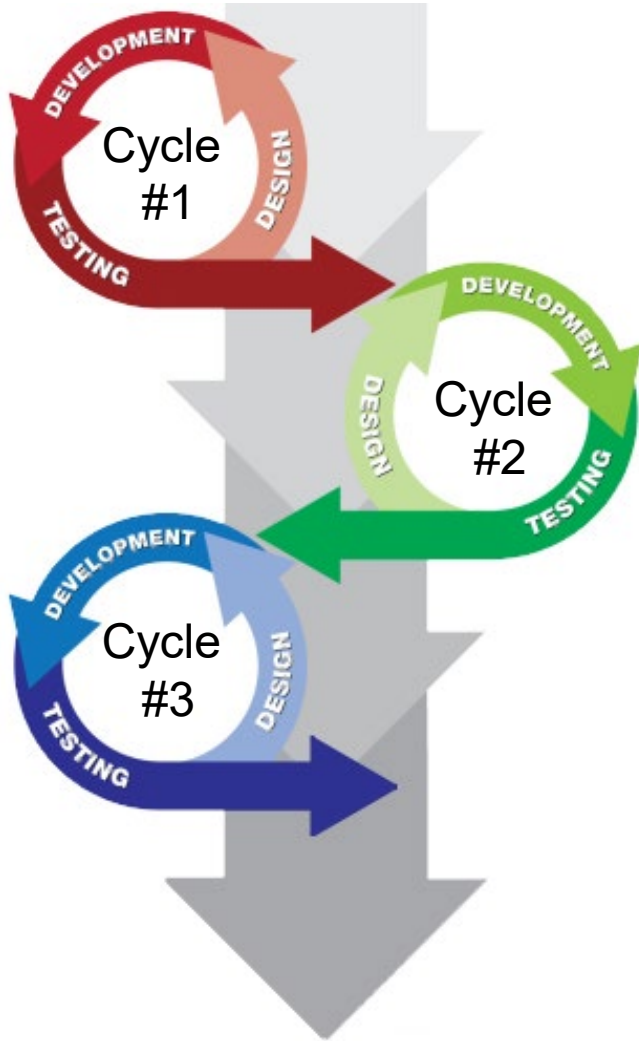 DEVELOPMENT
Cycle
#1
DESIGN
TESTING
DEVELOPMENT
DESIGN
Cycle
#2
TESTING
DEVELOPMENT
Cycle
#3
DESIGN
TESTING